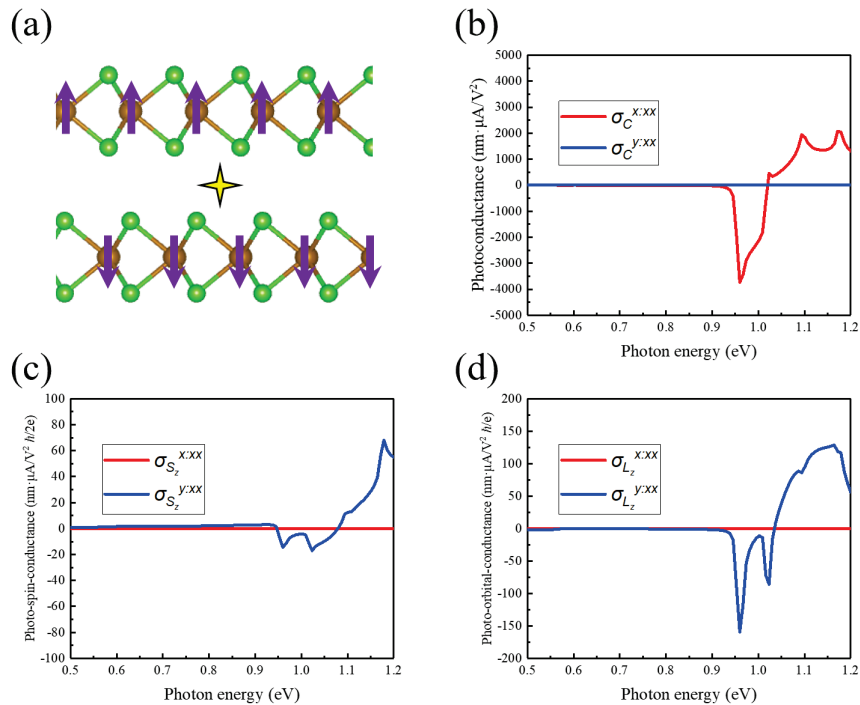 (a)
(b)
5000
4000
3000
2000
1000
0
-1000
-2000
-3000
-4000
-5000
Photoconductance (nm·μA/V²)
σC^x:xx
σC^y:xx
0.5 0.6 0.7 0.8 0.9 1.0 1.1 1.2
Photon energy (eV)
(c)
100
80
60
40
20
0
-20
-40
-60
-80
-100
Photo-spin-conductance (nm·μA/V² ℏ/2e)
σSz^x:xx
σSz^y:xx
0.5 0.6 0.7 0.8 0.9 1.0 1.1 1.2
Photon energy (eV)
(d)
200
150
100
50
0
-50
-100
-150
-200
Photo-orbital-conductance (nm·μA/V² ℏ/e)
σLz^x:xx
σLz^y:xx
0.5 0.6 0.7 0.8 0.9 1.0 1.1 1.2
Photon energy (eV)